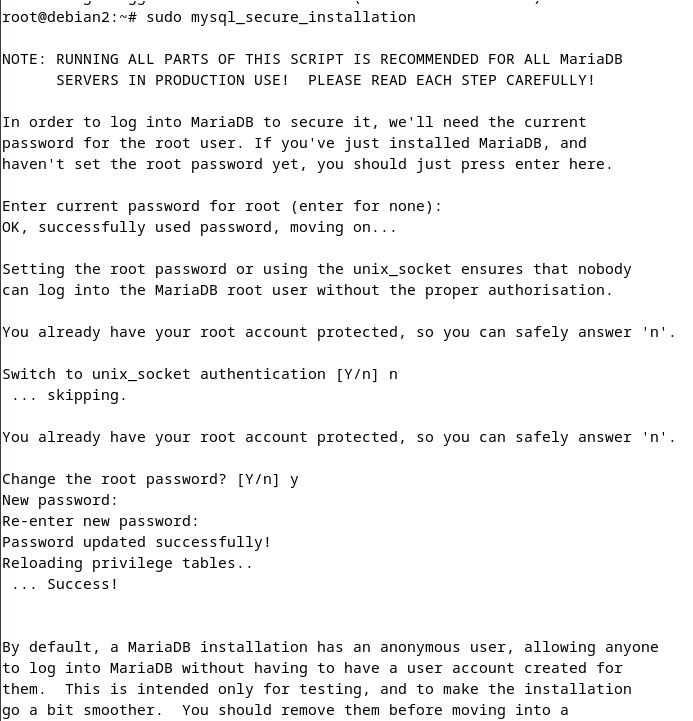 root@debian2:~# sudo mysql_secure_installation
NOTE: RUNNING ALL PARTS OF THIS SCRIPT IS RECOMMENDED FOR ALL MariaDB
      SERVERS IN PRODUCTION USE!  PLEASE READ EACH STEP CAREFULLY!
In order to log into MariaDB to secure it, we'll need the current
password for the root user. If you've just installed MariaDB, and
haven't set the root password yet, you should just press enter here.
Enter current password for root (enter for none):
OK, successfully used password, moving on...
Setting the root password or using the unix_socket ensures that nobody
can log into the MariaDB root user without the proper authorisation.
You already have your root account protected, so you can safely answer 'n'.
Switch to unix_socket authentication [Y/n] n
 ... skipping.
You already have your root account protected, so you can safely answer 'n'.
Change the root password? [Y/n] y
New password:
Re-enter new password:
Password updated successfully!
Reloading privilege tables..
 ... Success!
By default, a MariaDB installation has an anonymous user, allowing anyone
to log into MariaDB without having to have a user account created for
them.  This is intended only for testing, and to make the installation
go a bit smoother.  You should remove them before moving into a